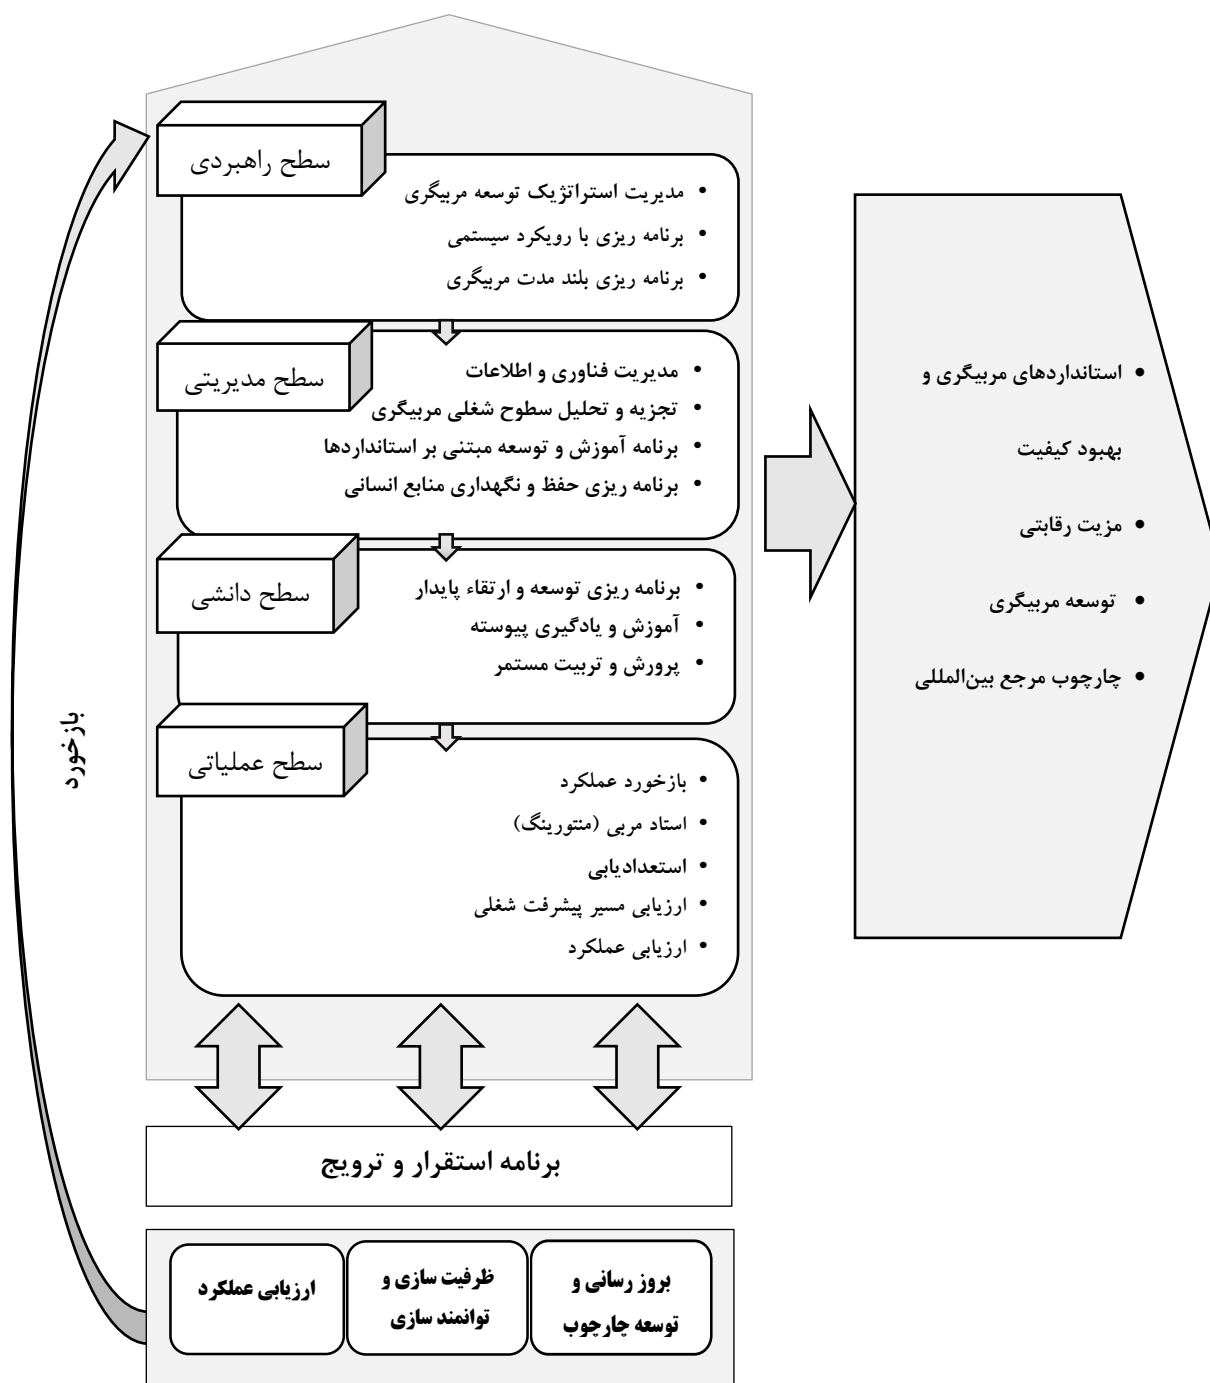 سطح راهبردی
• مدیریت استراتژیک توسعه مربیگری
• برنامه ریزی با رویکرد سیستمی
• برنامه ریزی بلند مدت مربیگری
سطح مدیریتی
• مدیریت فناوری و اطلاعات
• تجزیه و تحلیل سطوح شغلی مربیگری
• برنامه آموزش و توسعه مبتنی بر استانداردها
• برنامه ریزی حفظ و نگهداری منابع انسانی
سطح دانشی
• برنامه ریزی توسعه و ارتقاء پایدار
• آموزش و یادگیری پیوسته
• پرورش و تربیت مستمر
سطح عملیاتی
• بازخورد عملکرد
• استاد مربی (منتورینگ)
• استعدادیابی
• ارزیابی مسیر پیشرفت شغلی
• ارزیابی عملکرد
• استانداردهای مربیگری و
بهبود کیفیت
• مزیت رقابتی
• توسعه مربیگری
• چارچوب مرجع بین‌المللی
بازخورد
برنامه استقرار و ترویج
بروز رسانی و
توسعه چارچوب
ظرفیت سازی و
توانمند سازی
ارزیابی عملکرد